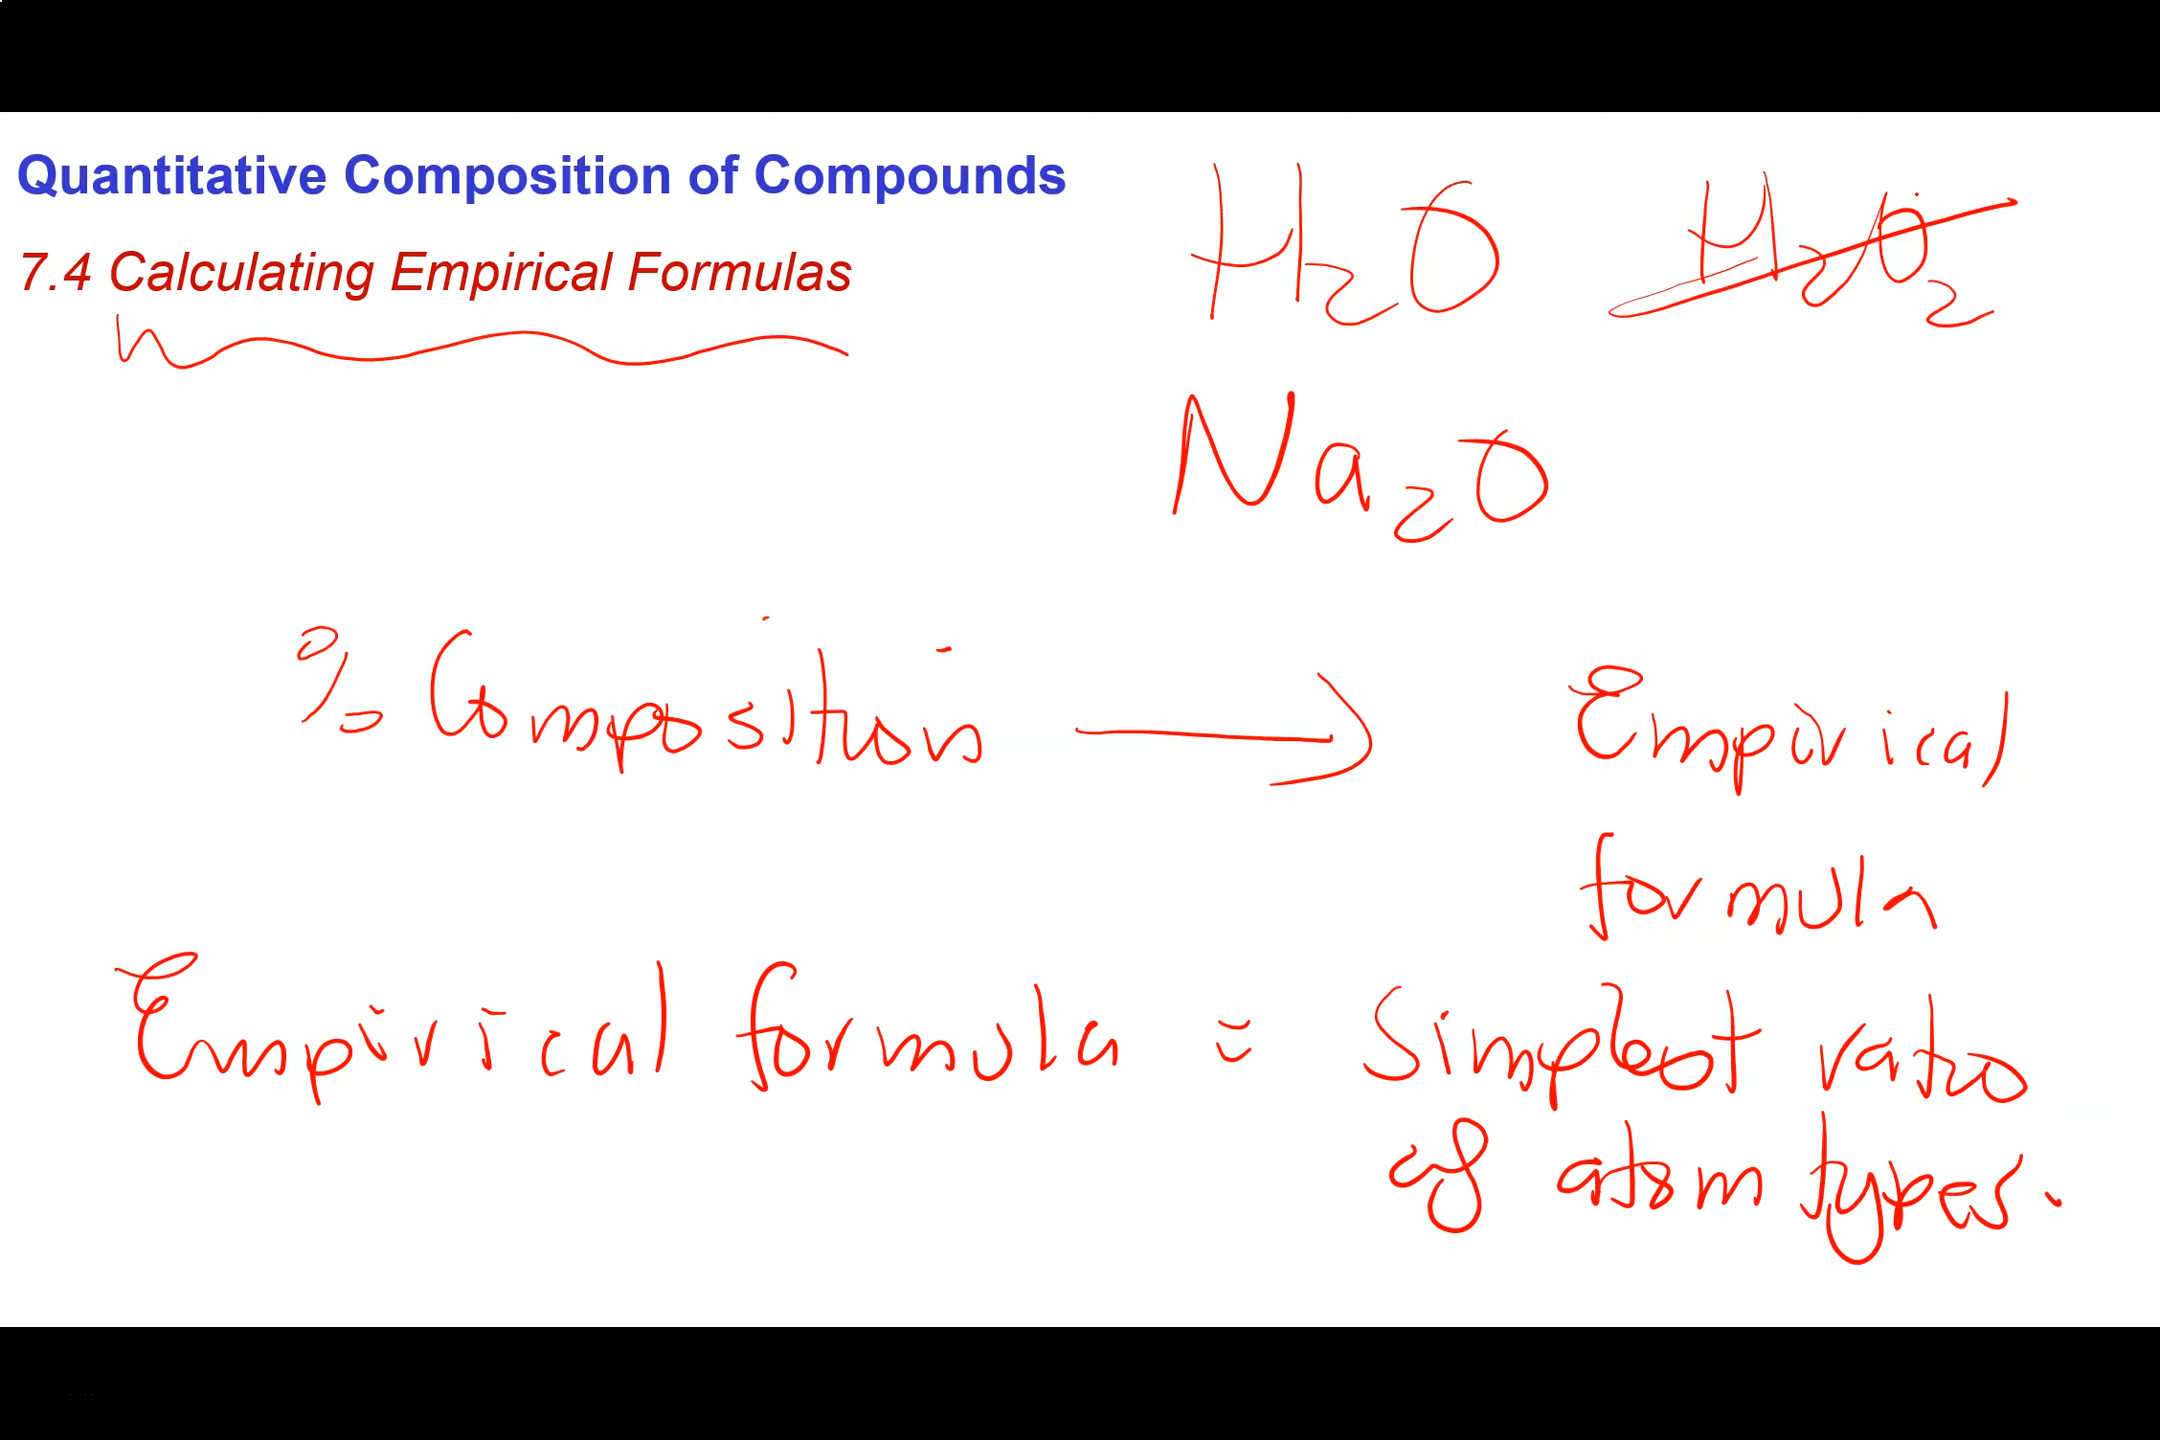 Quantitative Composition of Compounds
7.4 Calculating Empirical Formulas
H₂O H₂O₂
Na₂O
% Composition → Empirical
formula
Empirical formula = Simplest ratio
of atom types.